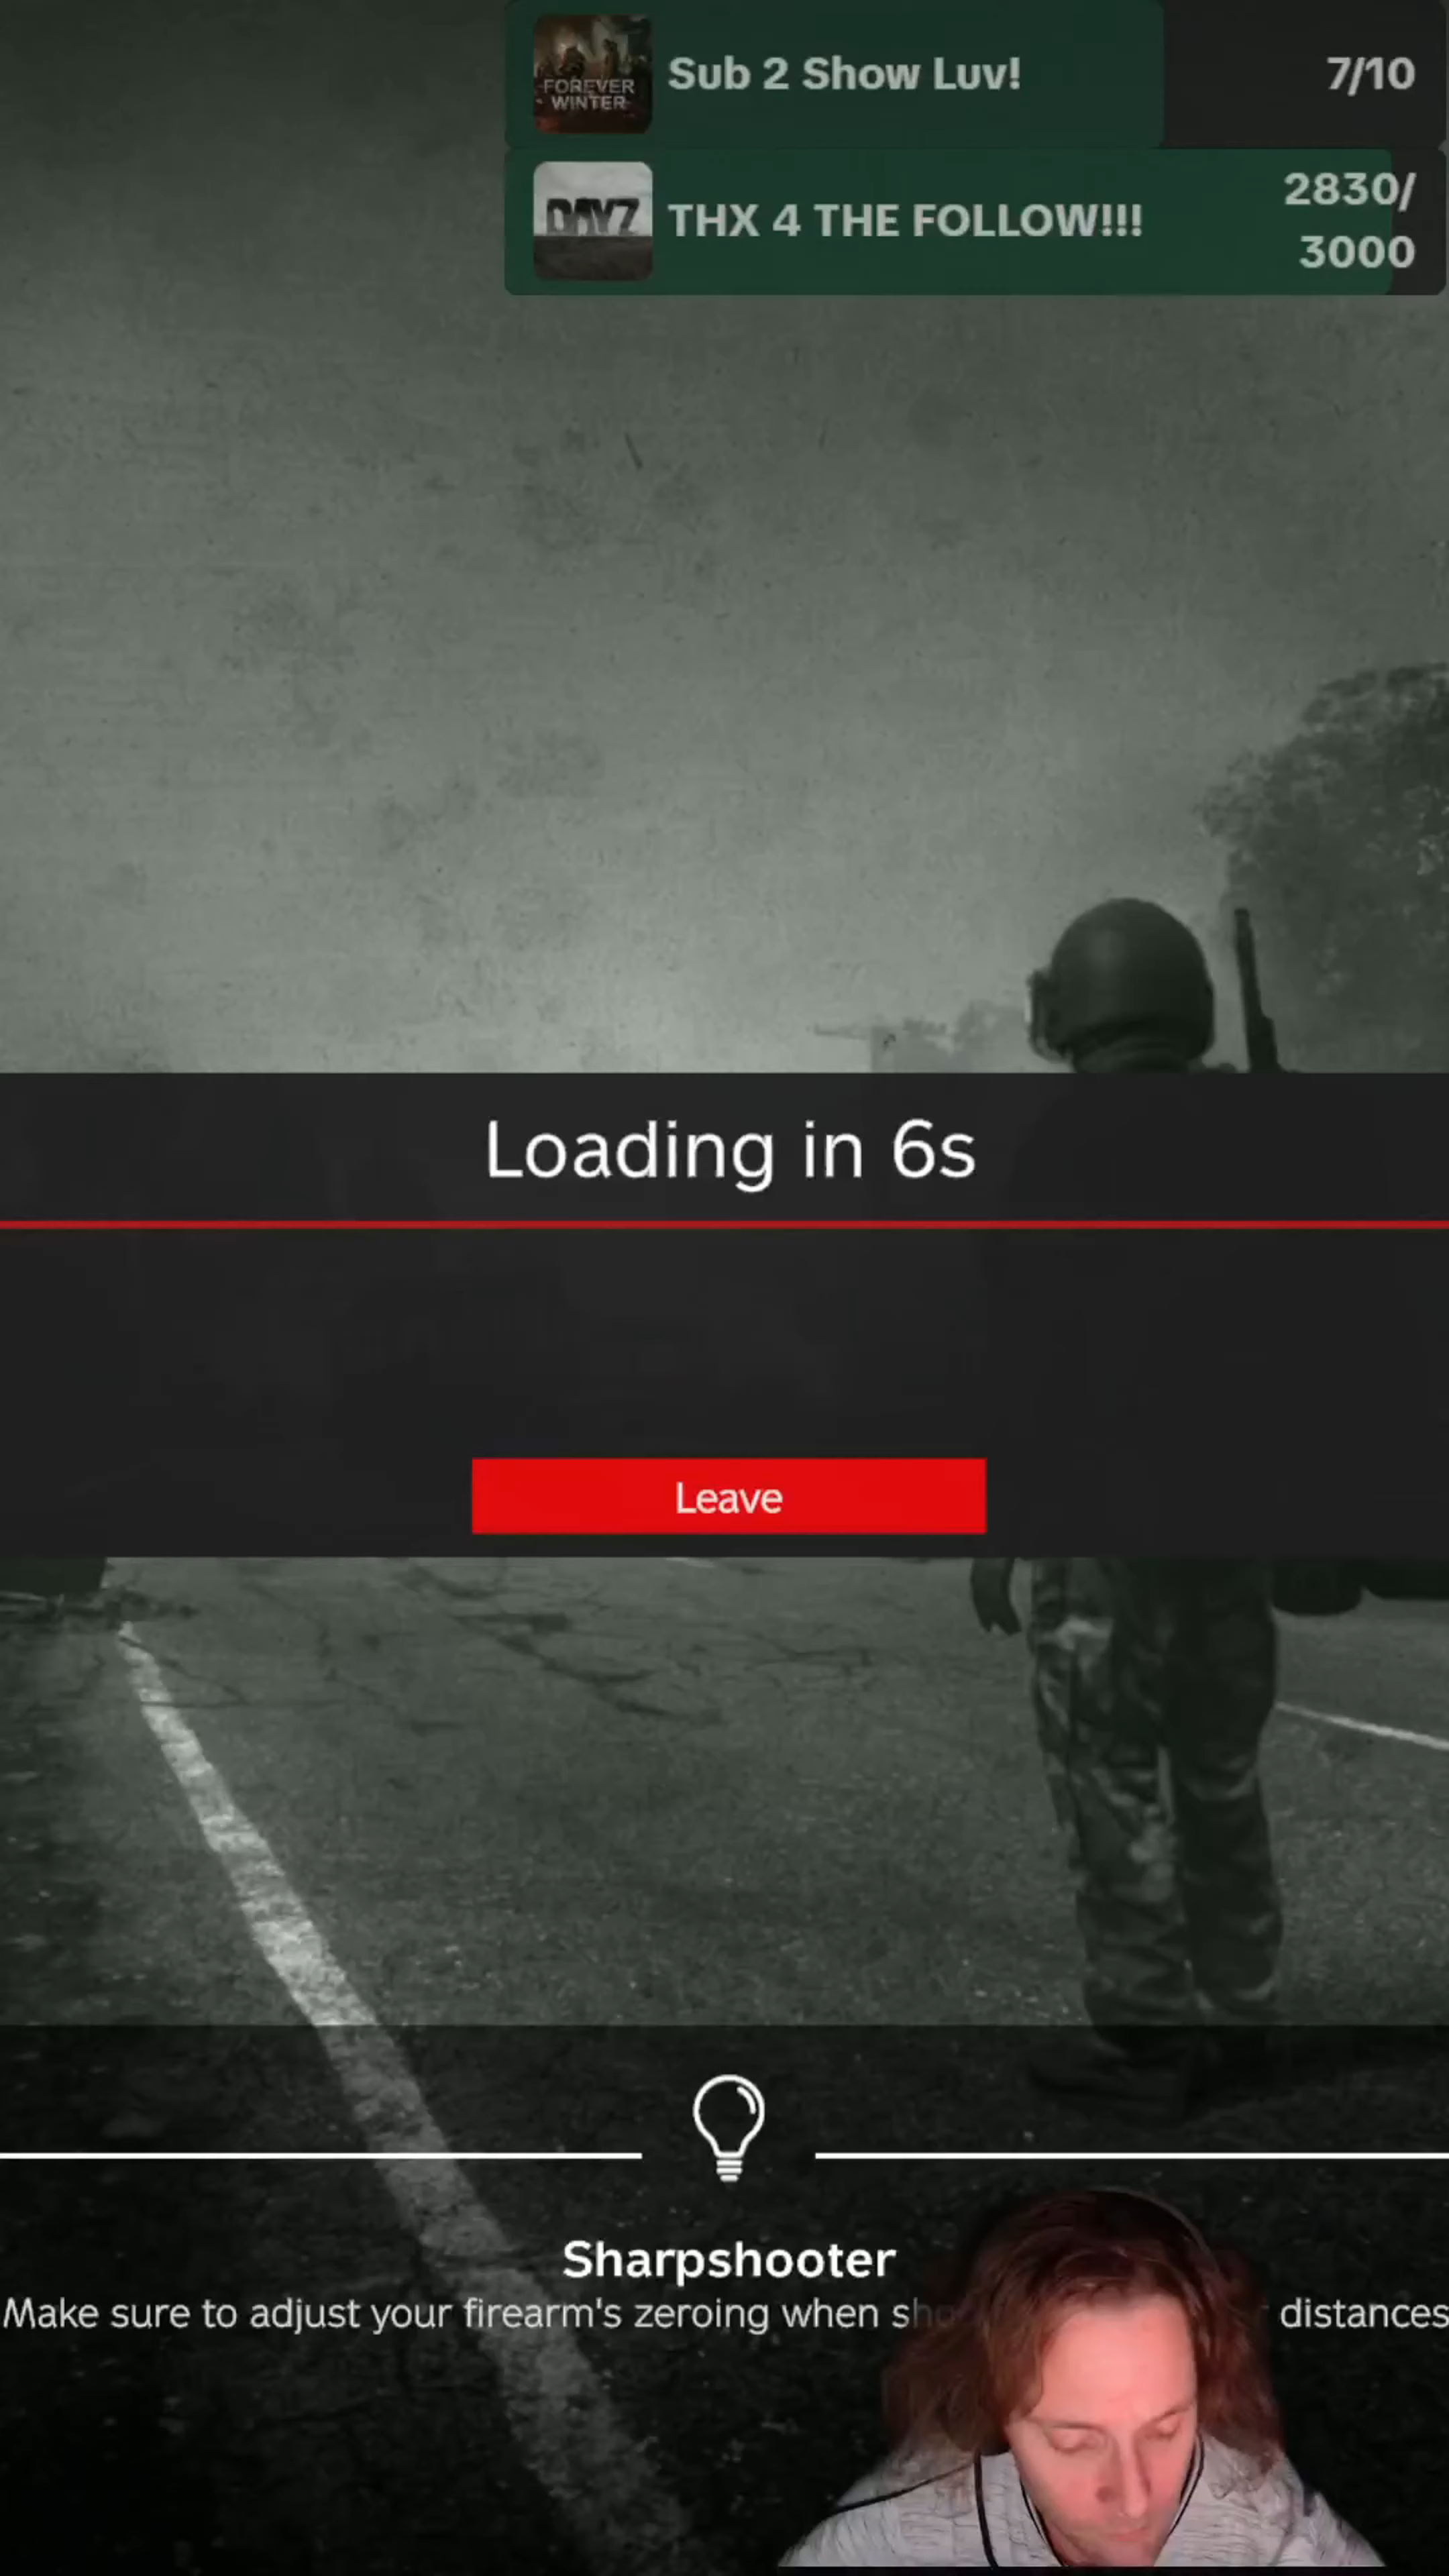 FOREVER
WINTER
Sub 2 Show Luv!
7/10
DAYZ
THX 4 THE FOLLOW!!!
2830/
3000
Loading in 6s
Leave
Sharpshooter
Make sure to adjust your firearm's zeroing when distances